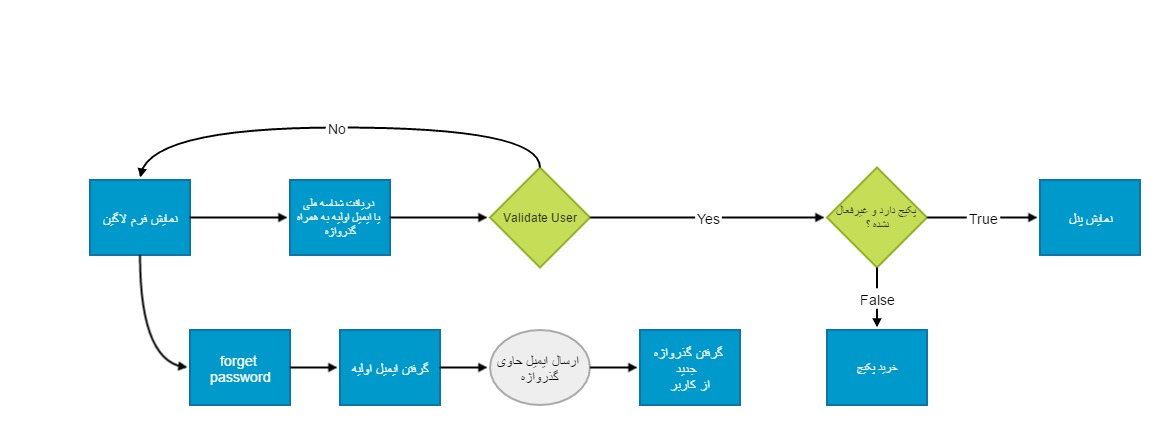 No
نمایش فرم لاگین
دریافت شناسه ملی
یا ایمیل اولیه به همراه
گذرواژه
Validate User
Yes
پکیج دارد و غیرفعال
نشده ؟
True
نمایش پنل
False
forget
password
گرفتن ایمیل اولیه
ارسال ایمیل حاوی
گذرواژه
گرفتن گذرواژه
جدید
از کاربر
خرید پکیج